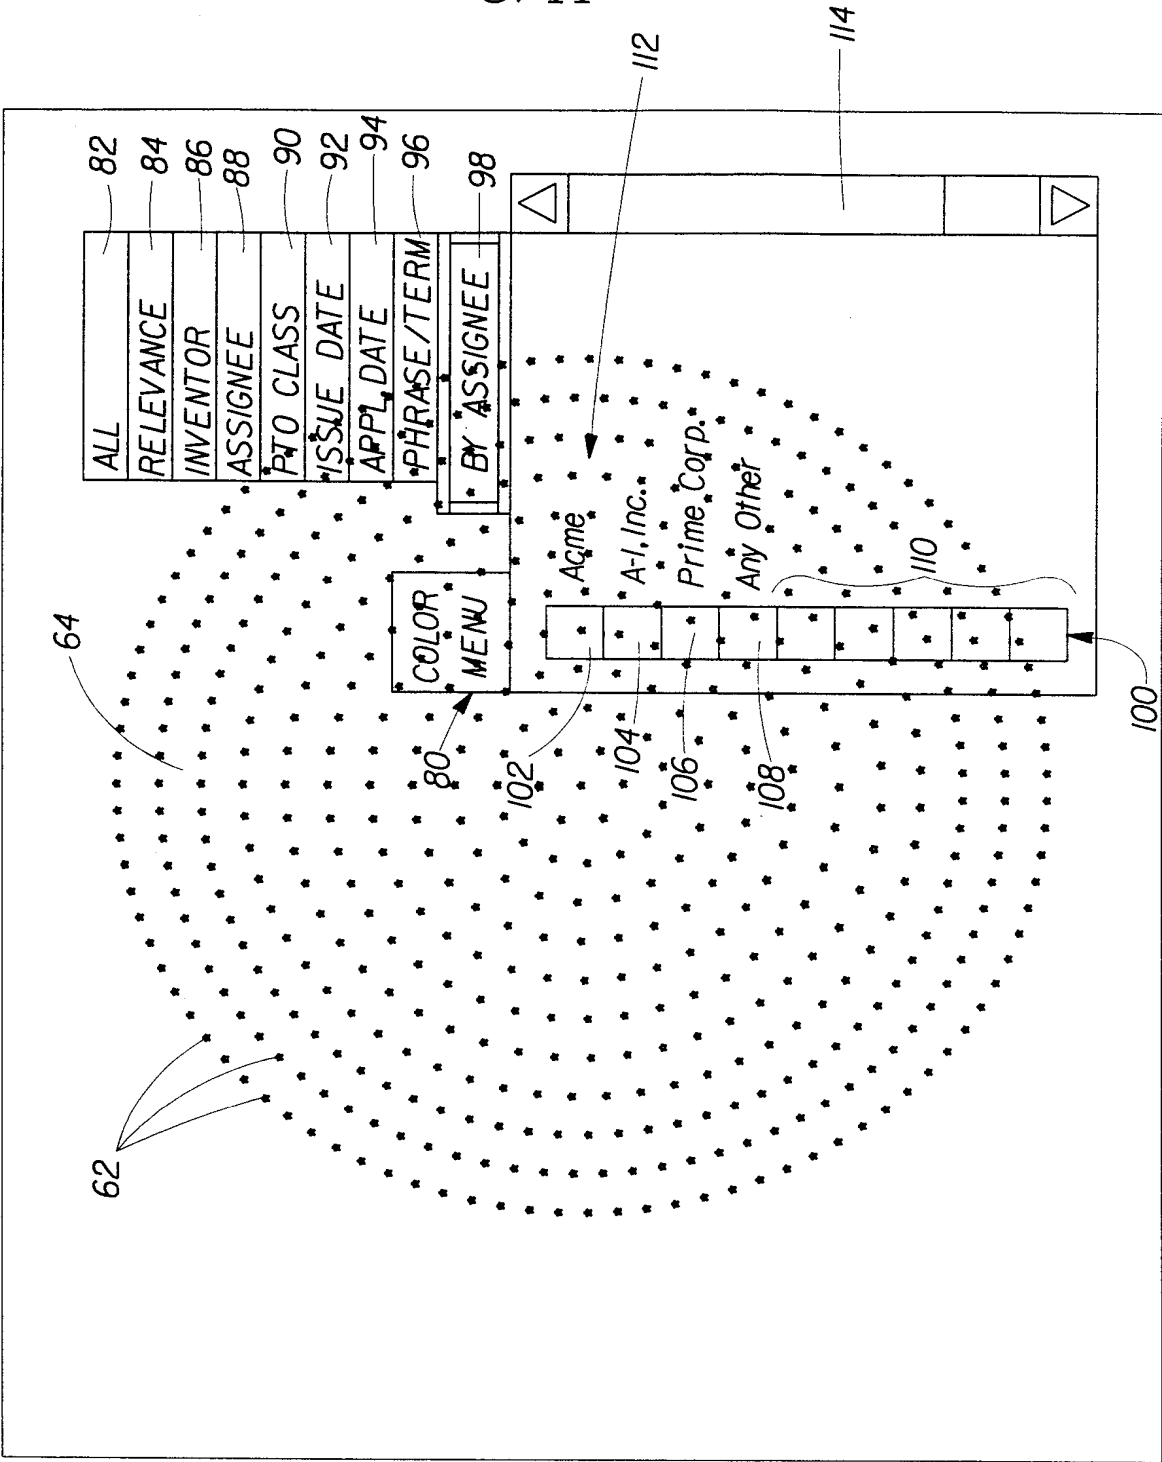 62
64
ALL 82
RELEVANCE 84
INVENTOR 86
ASSIGNEE 88
PTO CLASS 90
ISSUE DATE 92
APPL DATE 94
PHRASE/TERM 96
BY ASSIGNEE 98
COLOR
MENU
80
102
Acme
112
104
A-1, Inc.
106
Prime Corp.
108
Any Other
114
110
100